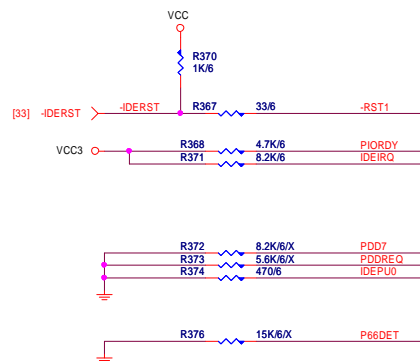 VCC
R370
1K/6
[33] -IDERST -IDERST R367 33/6 -RST1
VCC3 R368 4.7K/6 PIORDY
R371 8.2K/6 IDEIRQ
R372 8.2K/6/X PDD7
R373 5.6K/6/X PDDREQ
R374 470/6 IDEPU0
R376 15K/6/X P66DET